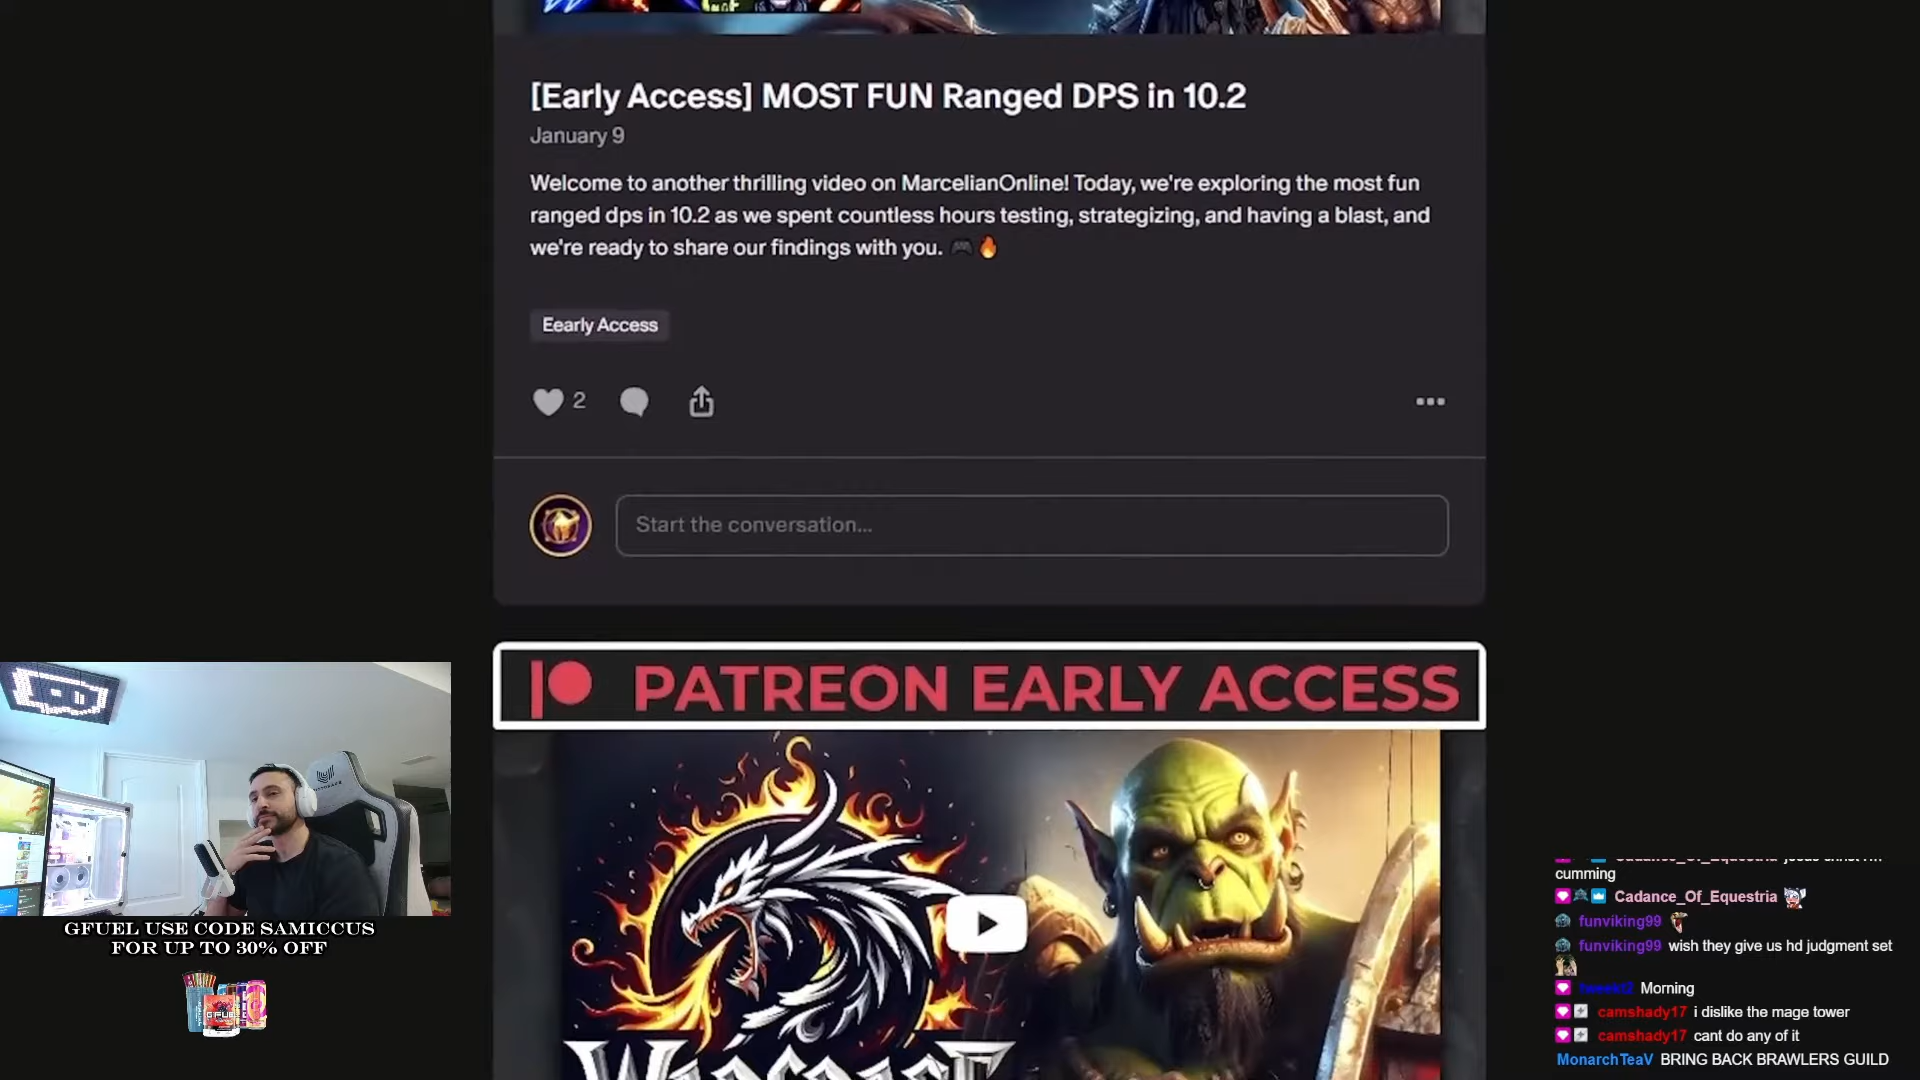 [Early Access] MOST FUN Ranged DPS in 10.2
January 9
Welcome to another thrilling video on MarcelianOnline! Today, we're exploring the most fun
ranged dps in 10.2 as we spent countless hours testing, strategizing, and having a blast, and
we're ready to share our findings with you. 🎮🔥
Eearly Access
2
Start the conversation...
PATREON EARLY ACCESS
GFUEL USE CODE SAMICCUS
FOR UP TO 30% OFF
cumming
Cadance_Of_Equestria
funviking99
funviking99 wish they give us hd judgment set
Morning
camshady17 i dislike the mage tower
camshady17 cant do any of it
MonarchTeaV BRING BACK BRAWLERS GUILD